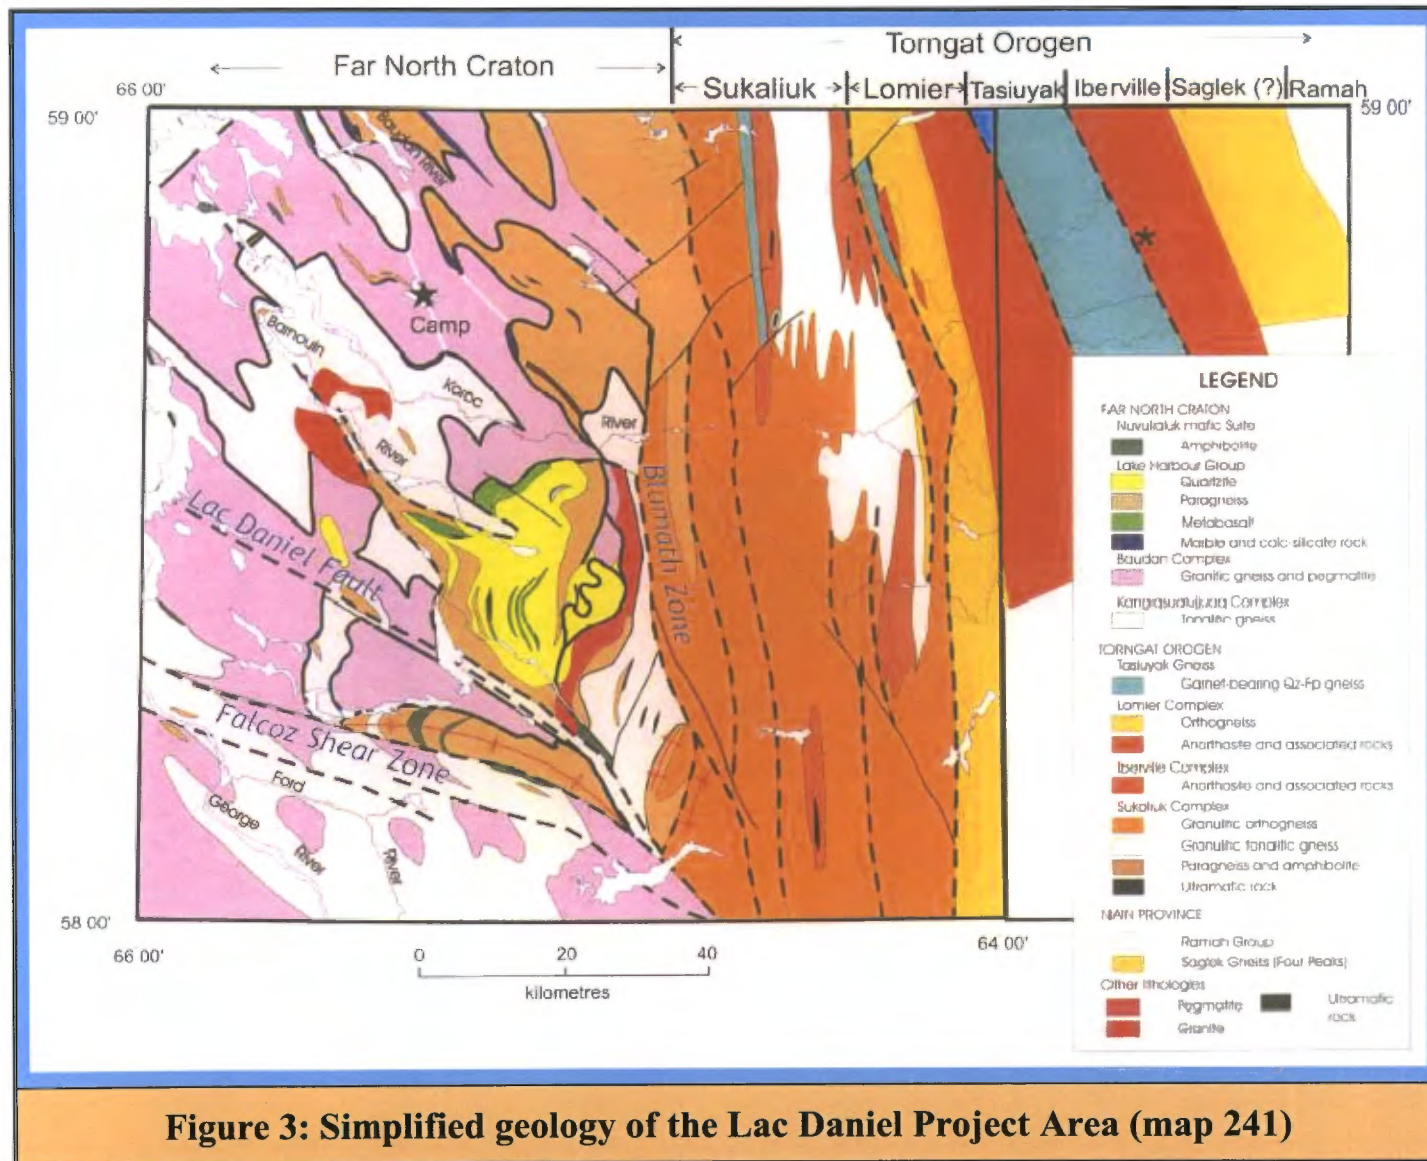 Torngat Orogen
Far North Craton
Sukaliuk Lomier Tasiuyak Iberville Saglek (?) Ramah
66 00'
59 00'
59 00'
Baudan River
Camp
Barnouin
Koroc
River
River
Blumath Zone
Lac Daniel Fault
Falcoz Shear Zone
Ford
George
River
River
58 00'
66 00'
64 00'
0 20 40
kilometres
LEGEND
FAR NORTH CRATON
Nuvukaluk mafic Suite
Amphibolite
Lake Harbour Group
Quartzite
Paragneiss
Metabasalt
Marble and calc-silicate rock
Baudan Complex
Granitic gneiss and pegmatite
Complex
Tonalitic gneiss
TORNGAT OROGEN
Tasiuyak Gneiss
Garnet-bearing Qz-Fp gneiss
Lomier Complex
Orthogneiss
Anorthosite and associated rocks
Iberville Complex
Anorthosite and associated rocks
Sukaliuk Complex
Granulitic orthogneiss
Granulitic tonalitic gneiss
Paragneiss and amphibolite
Ultramafic rock
NAIN PROVINCE
Ramah Group
Saglek Gneiss (Four Peaks)
Other lithologies
Pegmatite
Granite
Ultramafic
rock
Figure 3: Simplified geology of the Lac Daniel Project Area (map 241)